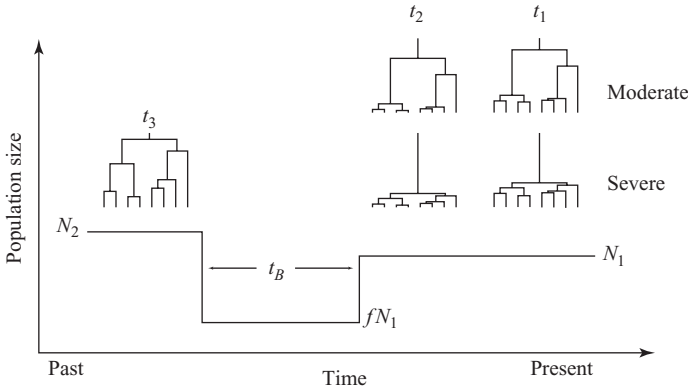 t2 t1
Moderate
t3
Severe
Population size
N2
tB
N1
fN1
Past
Time
Present